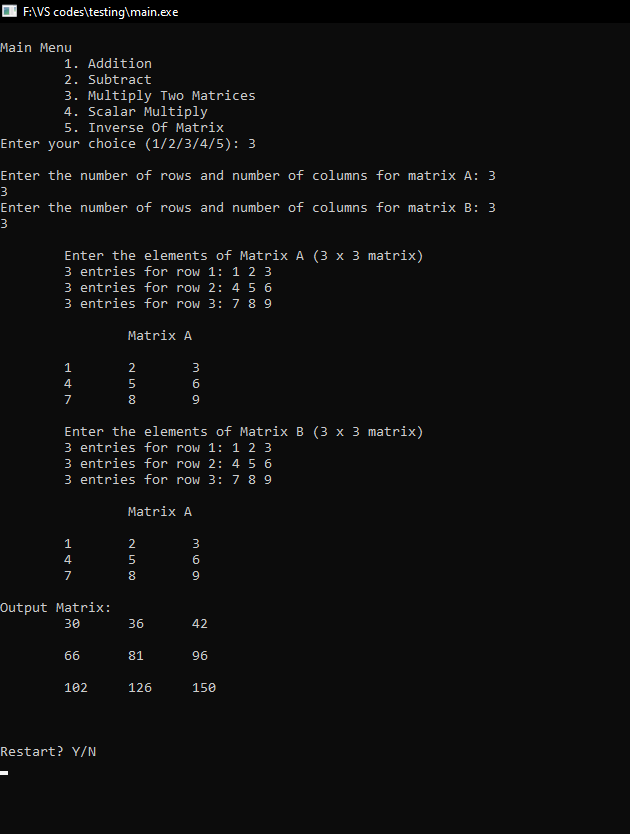 F:\VS codes\testing\main.exe
Main Menu
1. Addition
2. Subtract
3. Multiply Two Matrices
4. Scalar Multiply
5. Inverse Of Matrix
Enter your choice (1/2/3/4/5): 3
Enter the number of rows and number of columns for matrix A: 3
3
Enter the number of rows and number of columns for matrix B: 3
3
Enter the elements of Matrix A (3 x 3 matrix)
3 entries for row 1: 1 2 3
3 entries for row 2: 4 5 6
3 entries for row 3: 7 8 9
Matrix A
1 2 3
4 5 6
7 8 9
Enter the elements of Matrix B (3 x 3 matrix)
3 entries for row 1: 1 2 3
3 entries for row 2: 4 5 6
3 entries for row 3: 7 8 9
Matrix A
1 2 3
4 5 6
7 8 9
Output Matrix:
30 36 42
66 81 96
102 126 150
Restart? Y/N